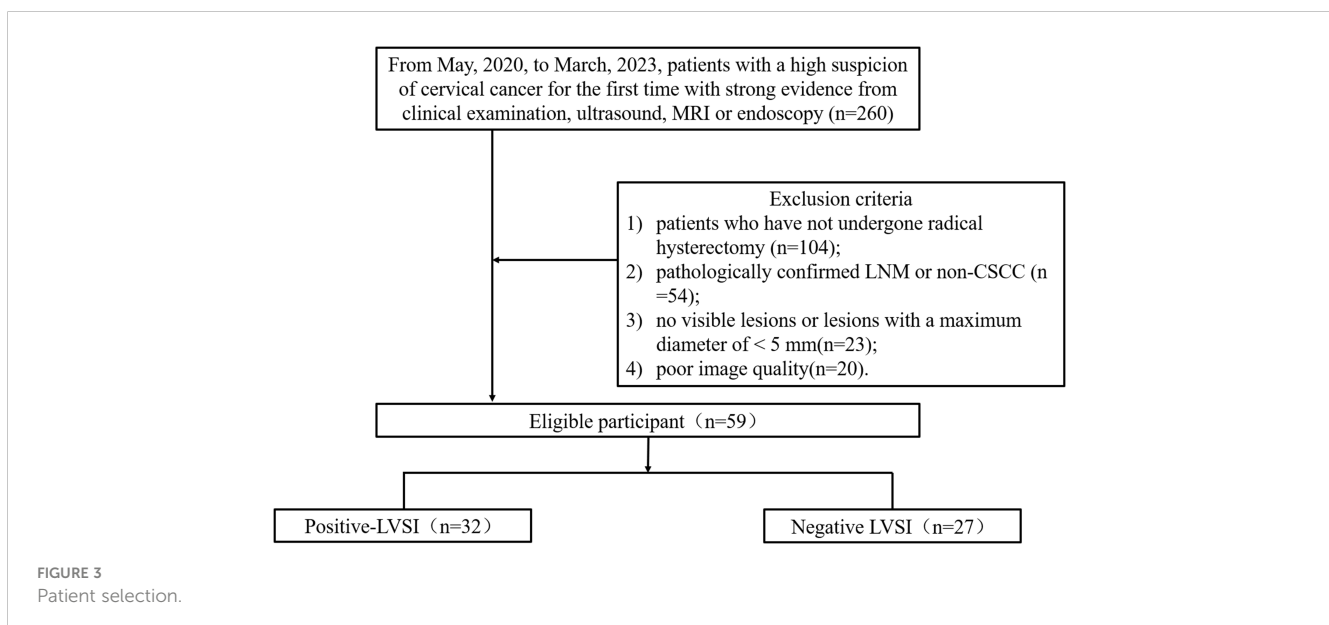 From May, 2020, to March, 2023, patients with a high suspicion
of cervical cancer for the first time with strong evidence from
clinical examination, ultrasound, MRI or endoscopy (n=260)
Exclusion criteria
1) patients who have not undergone radical
hysterectomy (n=104);
2) pathologically confirmed LNM or non-CSCC (n
=54);
3) no visible lesions or lesions with a maximum
diameter of < 5 mm(n=23);
4) poor image quality(n=20).
Eligible participant（n=59）
Positive-LVSI（n=32）
Negative LVSI（n=27）
FIGURE 3
Patient selection.